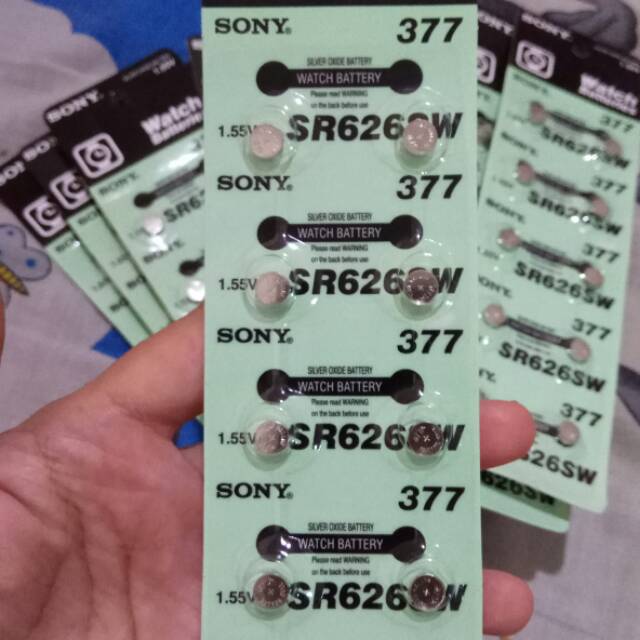 SONY® 377
SILVER OXIDE BATTERY
WATCH BATTERY
Please read WARNING
on the back before use
1.55V SR626SW
SONY® 377
SILVER OXIDE BATTERY
WATCH BATTERY
Please read WARNING
on the back before use
1.55V SR626SW
SONY® 377
SILVER OXIDE BATTERY
WATCH BATTERY
Please read WARNING
on the back before use
1.55V SR626SW
SONY® 377
SILVER OXIDE BATTERY
WATCH BATTERY
Please read WARNING
on the back before use
1.55V SR626SW
SONY
Watch
SONY
SONY
SONY
Watch
377
SR626SW
377
SR626SW
377
SR626SW
377
SR626SW
377
626SW